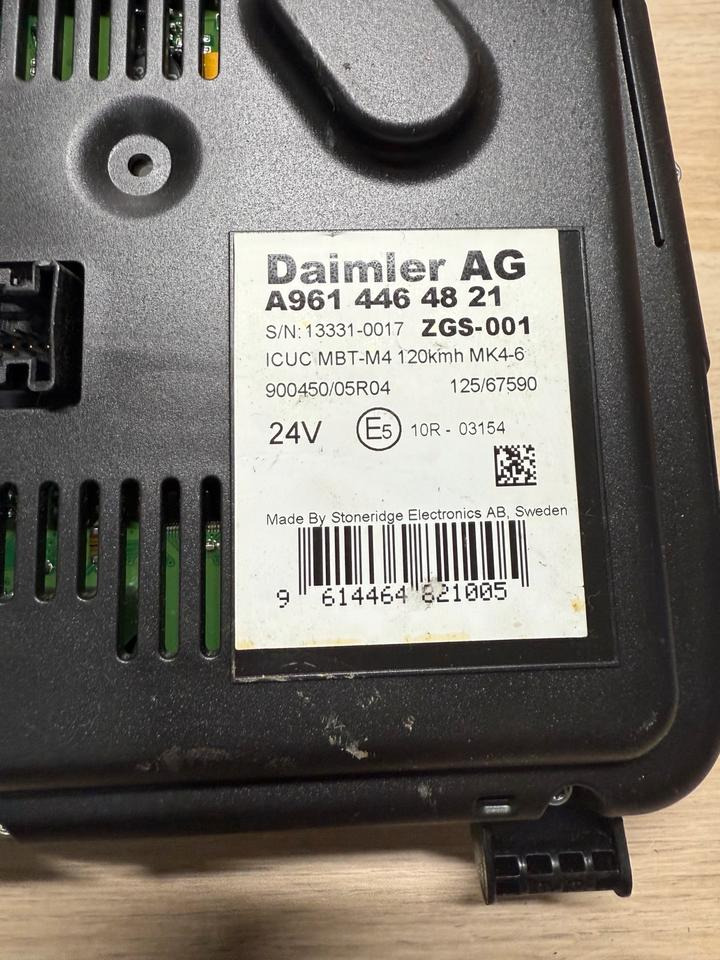 Daimler AG
A961 446 48 21
S/N: 13331-0017 ZGS-001
ICUC MBT-M4 120kmh MK4-6
900450/05R04 125/67590
24V E5 10R - 03154
Made By Stoneridge Electronics AB, Sweden
9 614464 821005